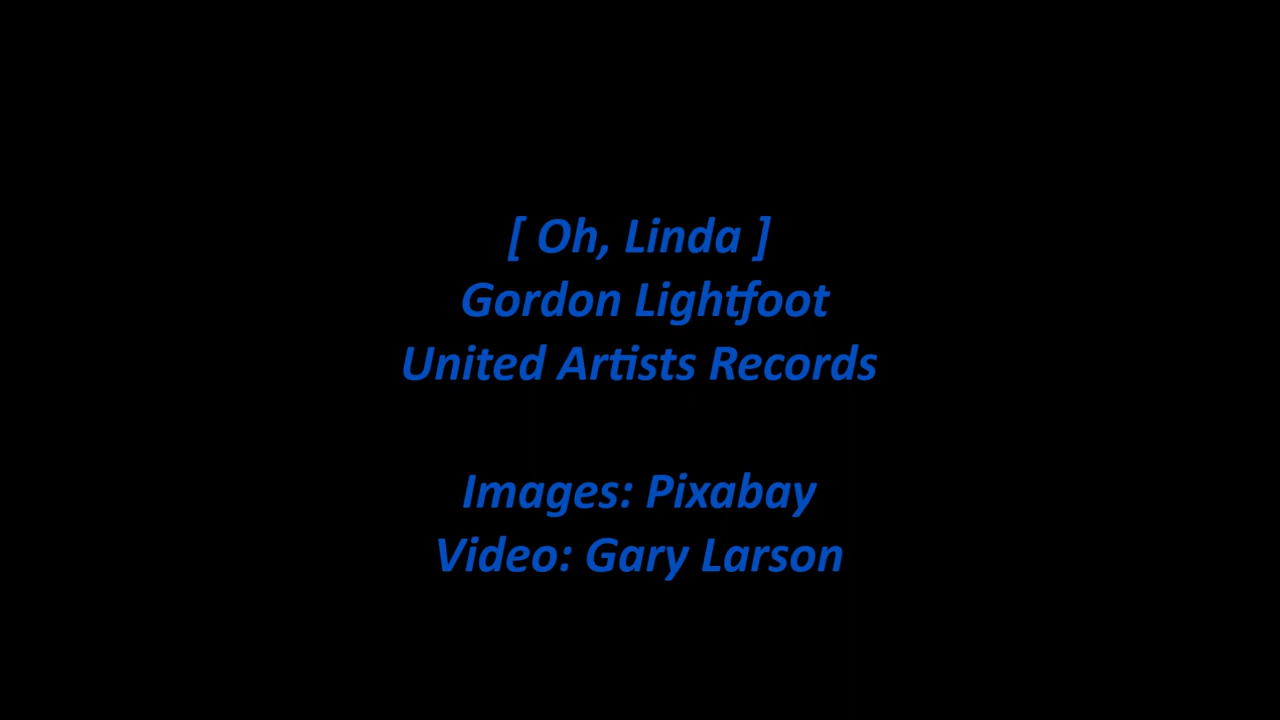 [ Oh, Linda ]
Gordon Lightfoot
United Artists Records
Images: Pixabay
Video: Gary Larson